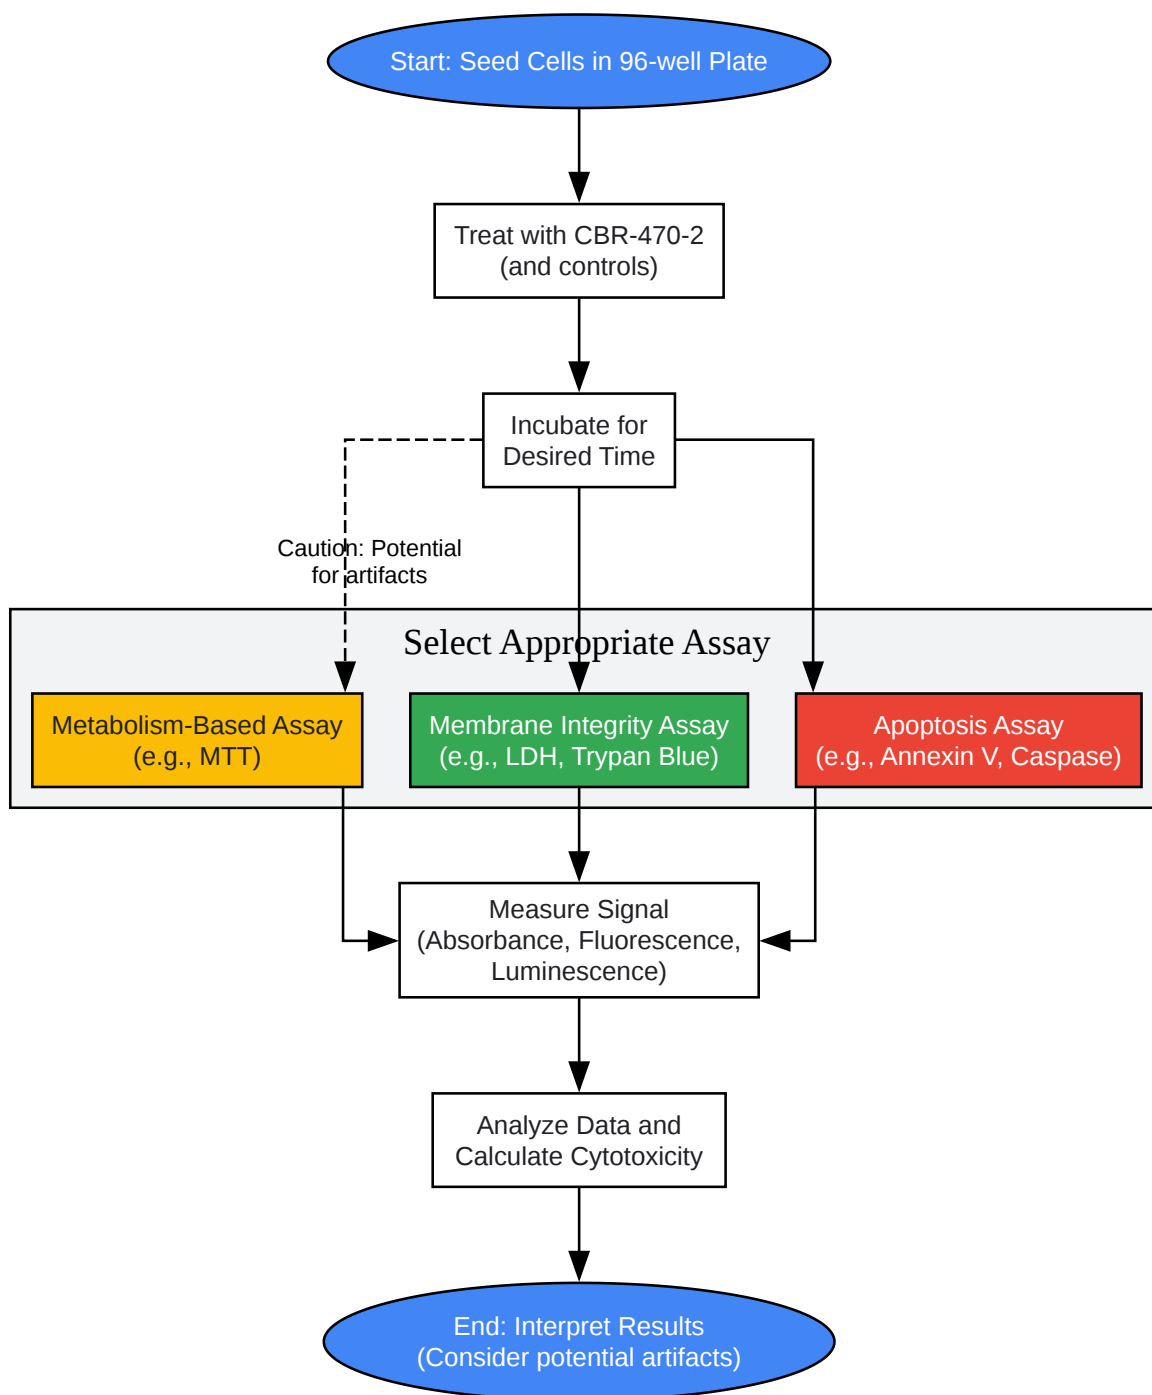 Start: Seed Cells in 96-well Plate
Treat with CBR-470-2
(and controls)
Incubate for
Desired Time
Caution: Potential
for artifacts
Select Appropriate Assay
Metabolism-Based Assay
(e.g., MTT)
Membrane Integrity Assay
(e.g., LDH, Trypan Blue)
Apoptosis Assay
(e.g., Annexin V, Caspase)
Measure Signal
(Absorbance, Fluorescence,
Luminescence)
Analyze Data and
Calculate Cytotoxicity
End: Interpret Results
(Consider potential artifacts)